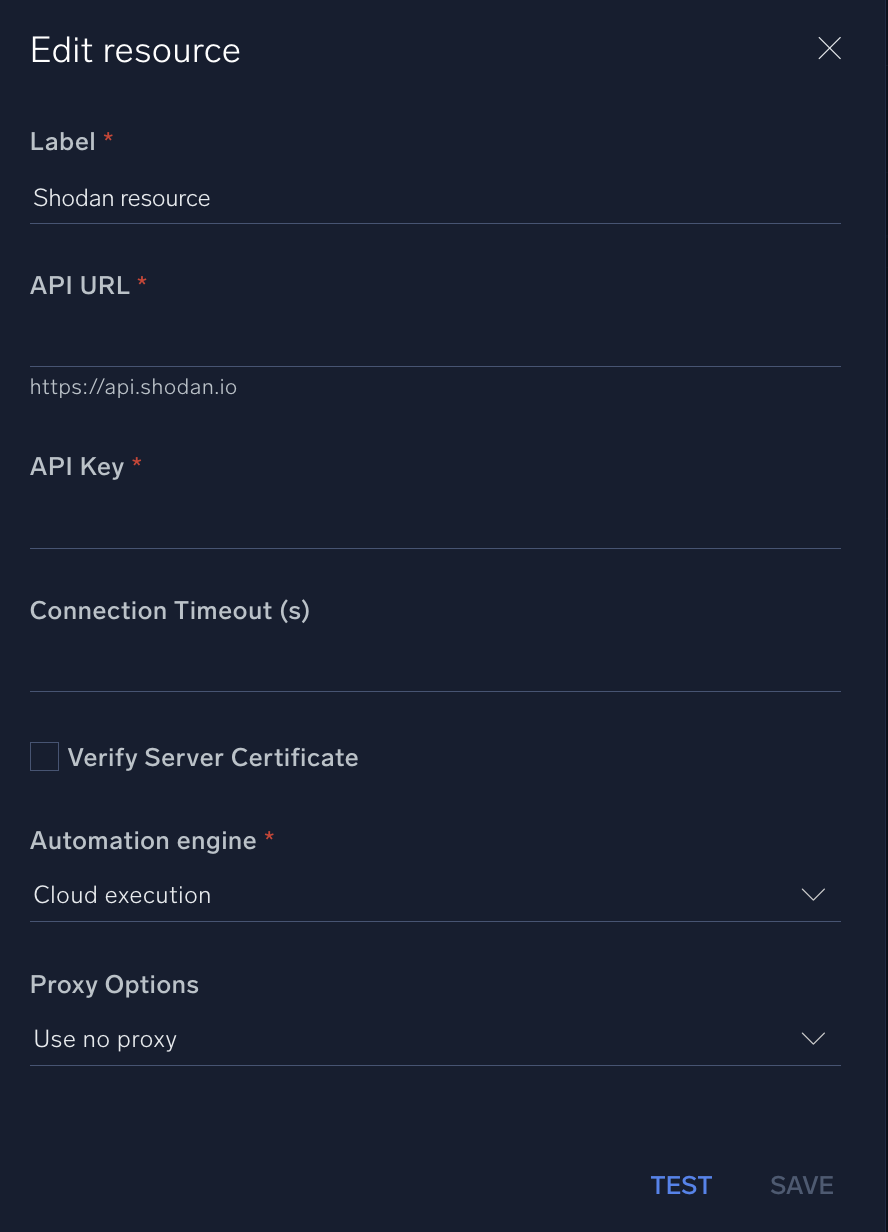 Edit resource
Label *
Shodan resource
API URL *
https://api.shodan.io
API Key *
Connection Timeout (s)
Verify Server Certificate
Automation engine *
Cloud execution
Proxy Options
Use no proxy
TEST SAVE